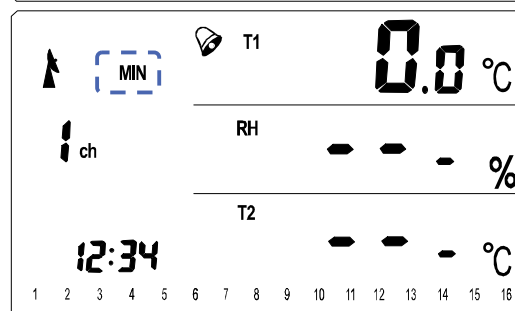 T1 0.0 °C
MIN
RH -- -- - %
1 ch
T2 -- -- - °C
12:34
1 2 3 4 5 6 7 8 9 10 11 12 13 14 15 16